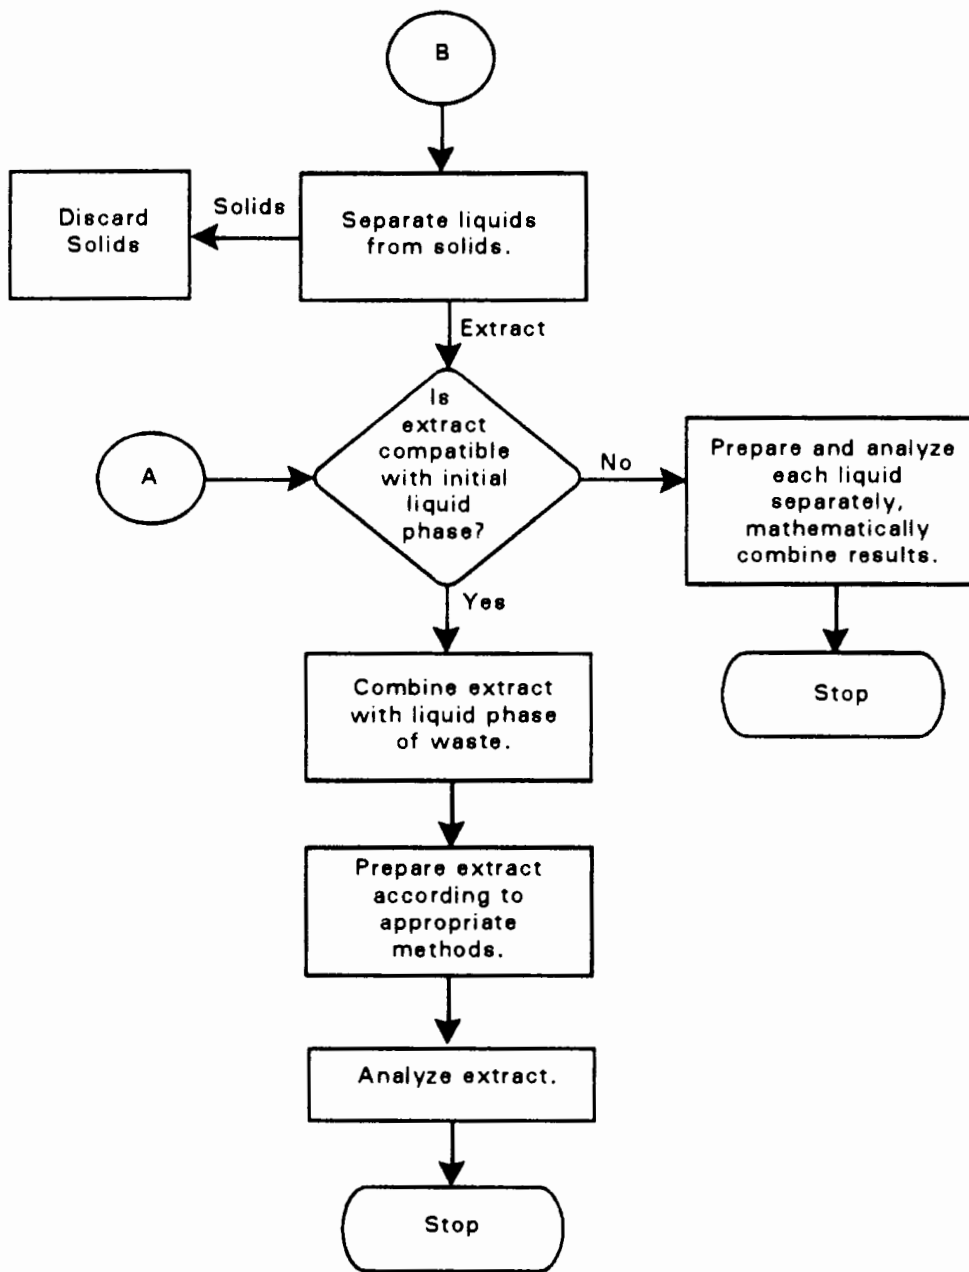 B
Discard
Solids
Solids
Separate liquids
from solids.
Extract
A
Is
extract
compatible
with initial
liquid
phase?
No
Prepare and analyze
each liquid
separately,
mathematically
combine results.
Stop
Yes
Combine extract
with liquid phase
of waste.
Prepare extract
according to
appropriate
methods.
Analyze extract.
Stop